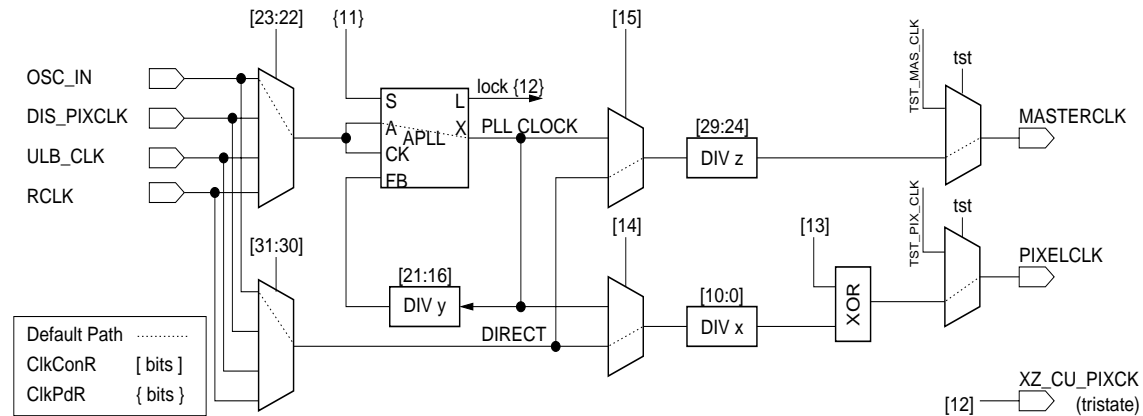 [23:22] {11} [15]
TST_MAS_CLK
tst
OSC_IN
DIS_PIXCLK
ULB_CLK
RCLK
S L lock {12}
A X PLL CLOCK
APLL
CK
FB
[29:24]
DIV z
MASTERCLK
[31:30] [14] [13]
TST_PIX_CLK
tst
[21:16]
DIV y
DIRECT
[10:0]
DIV x
XOR
PIXELCLK
Default Path
ClkConR [ bits ]
ClkPdR { bits }
XZ_CU_PIXCK
[12] (tristate)